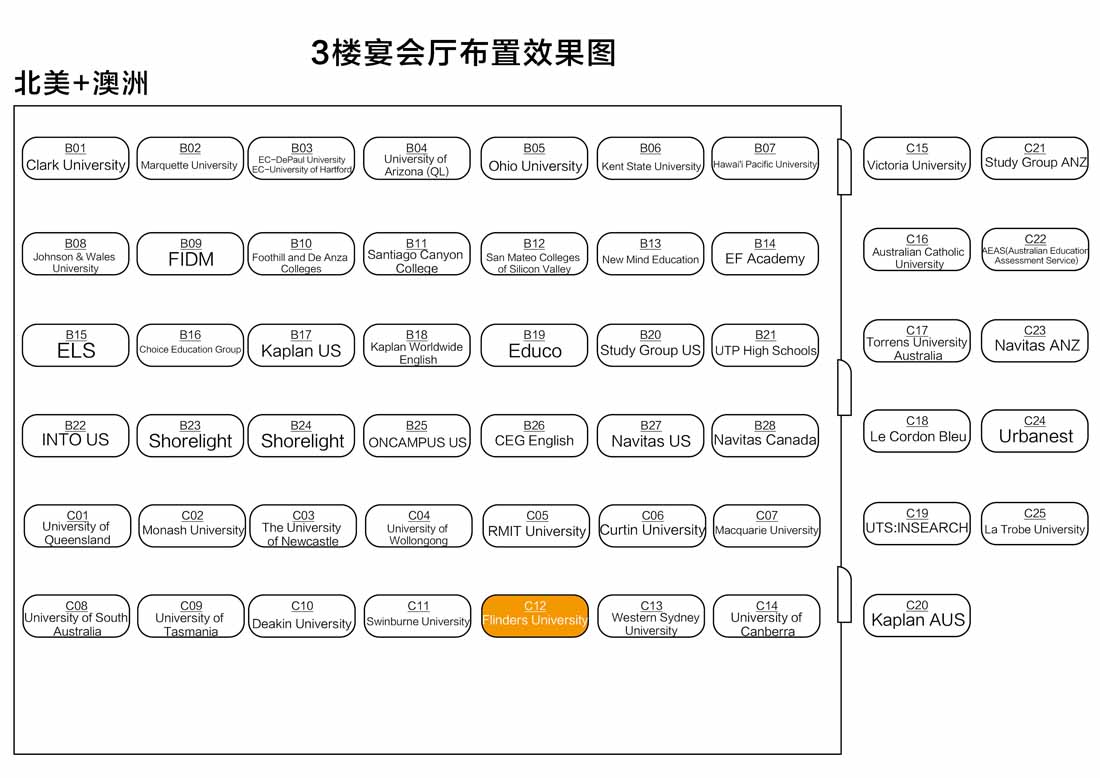 3楼宴会厅布置效果图
北美+澳洲
B01
Clark University
B02
Marquette University
B03
EC-DePaul University
EC-University of Hartford
B04
University of
Arizona (QL)
B05
Ohio University
B06
Kent State University
B07
Hawai'i Pacific University
C15
Victoria University
C21
Study Group ANZ
B08
Johnson & Wales
University
B09
FIDM
B10
Foothill and De Anza
Colleges
B11
Santiago Canyon
College
B12
San Mateo Colleges
of Silicon Valley
B13
New Mind Education
B14
EF Academy
C16
Australian Catholic
University
C22
AEAS(Australian Education
Assessment Service)
B15
ELS
B16
Choice Education Group
B17
Kaplan US
B18
Kaplan Worldwide
English
B19
Educo
B20
Study Group US
B21
UTP High Schools
C17
Torrens University
Australia
C23
Navitas ANZ
B22
INTO US
B23
Shorelight
B24
Shorelight
B25
ONCAMPUS US
B26
CEG English
B27
Navitas US
B28
Navitas Canada
C18
Le Cordon Bleu
C24
Urbanest
C01
University of
Queensland
C02
Monash University
C03
The University
of Newcastle
C04
University of
Wollongong
C05
RMIT University
C06
Curtin University
C07
Macquarie University
C19
UTS:INSEARCH
C25
La Trobe University
C08
University of South
Australia
C09
University of
Tasmania
C10
Deakin University
C11
Swinburne University
C12
Flinders University
C13
Western Sydney
University
C14
University of
Canberra
C20
Kaplan AUS